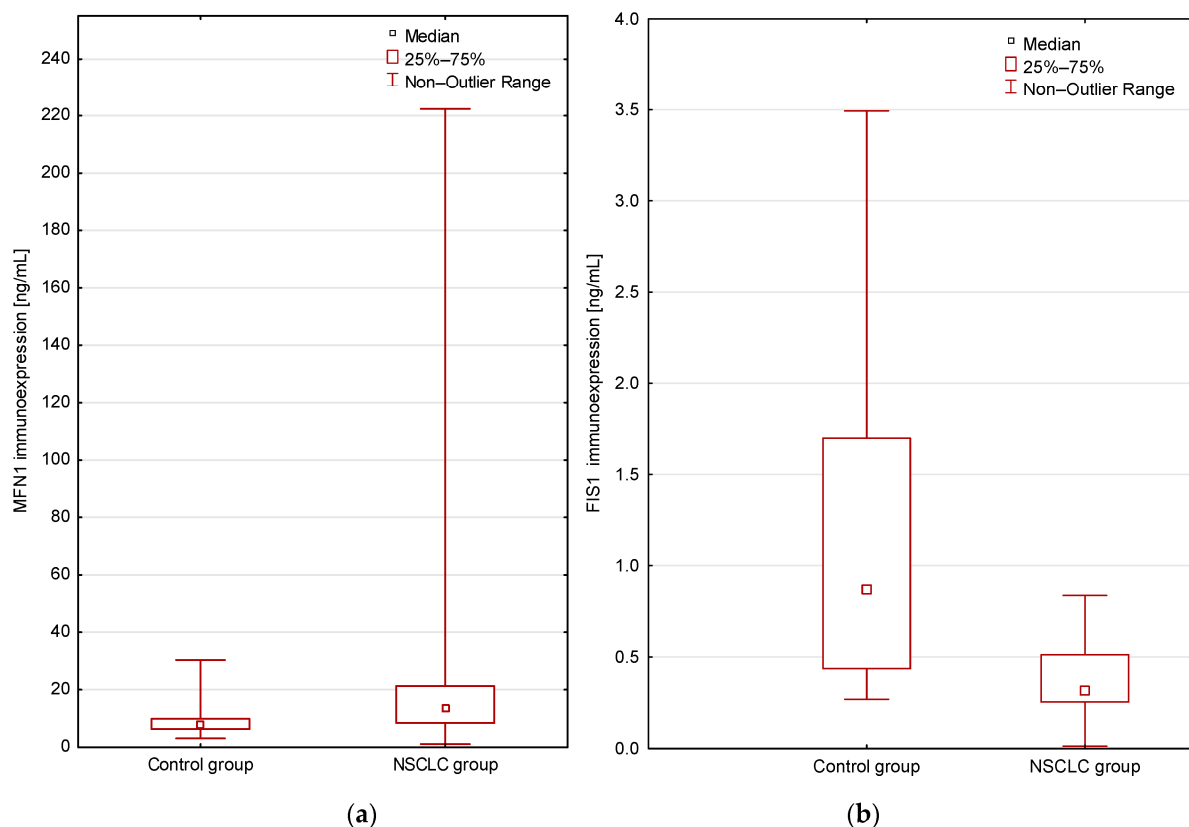 Median
25%–75%
Non–Outlier Range
240
220
200
180
160
140
120
100
80
60
40
20
0
MFN1 immunoexpression [ng/mL]
Control group
NSCLC group
(a)
Median
25%–75%
Non–Outlier Range
4.0
3.5
3.0
2.5
2.0
1.5
1.0
0.5
0.0
FIS1 immunoexpression [ng/mL]
Control group
NSCLC group
(b)